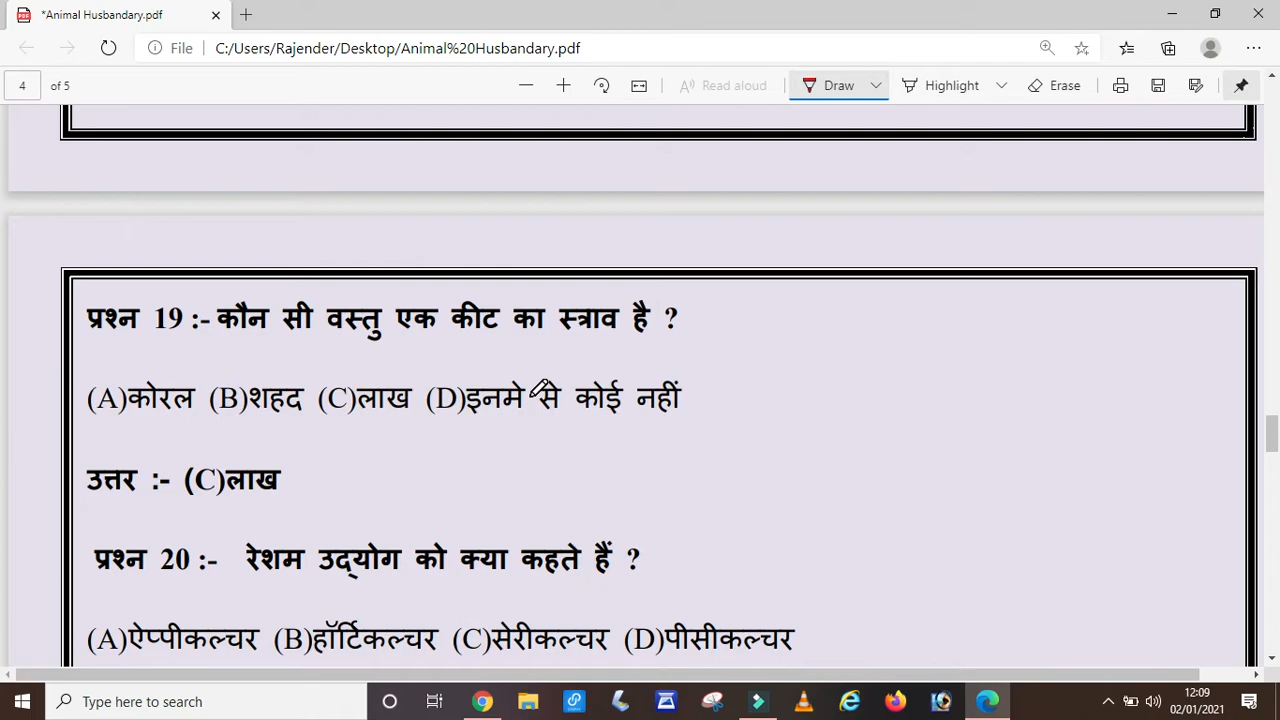 *Animal Husbandary.pdf
File C:/Users/Rajender/Desktop/Animal%20Husbandary.pdf
4 of 5 Read aloud Draw Highlight Erase
प्रश्न 19 :- कौन सी वस्तु एक कीट का स्त्राव है ?
(A)कोरल (B)शहद (C)लाख (D)इनमे से कोई नहीं
उत्तर :- (C)लाख
प्रश्न 20 :- रेशम उद्योग को क्या कहते हैं ?
(A)ऐप्पीकल्चर (B)हॉर्टिकल्चर (C)सेरीकल्चर (D)पीसीकल्चर
Type here to search
12:09
02/01/2021